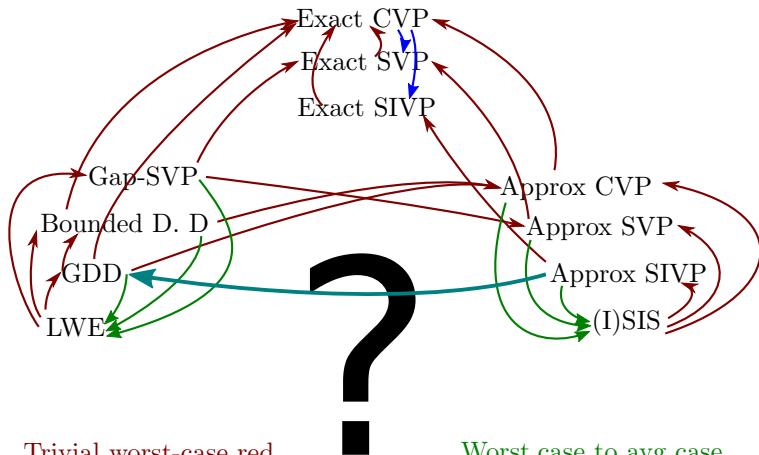 Exact CVP
Exact SVP
Exact SIVP
Gap-SVP
Approx CVP
Bounded D. D
Approx SVP
GDD
Approx SIVP
LWE
(I)SIS
?
Trivial worst-case red.
Worst case to avg case